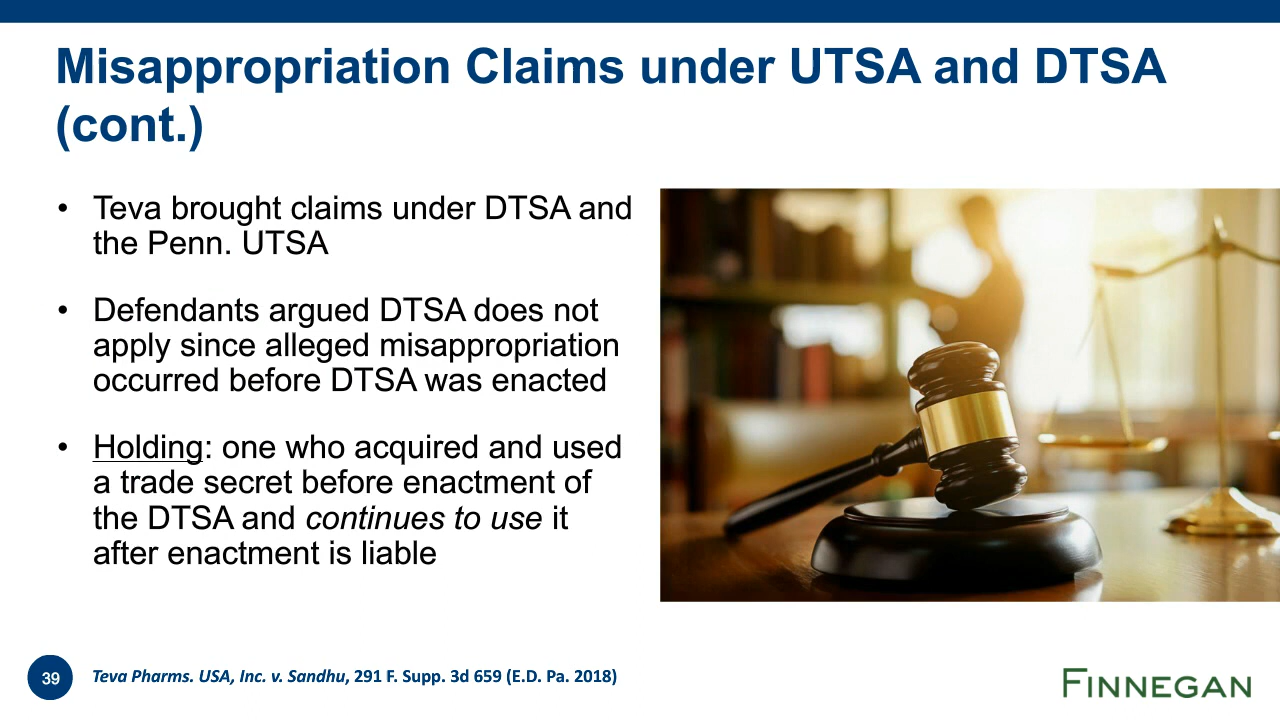 Misappropriation Claims under UTSA and DTSA
(cont.)
• Teva brought claims under DTSA and
the Penn. UTSA
• Defendants argued DTSA does not
apply since alleged misappropriation
occurred before DTSA was enacted
• Holding: one who acquired and used
a trade secret before enactment of
the DTSA and continues to use it
after enactment is liable
39
Teva Pharms. USA, Inc. v. Sandhu, 291 F. Supp. 3d 659 (E.D. Pa. 2018)
FINNEGAN